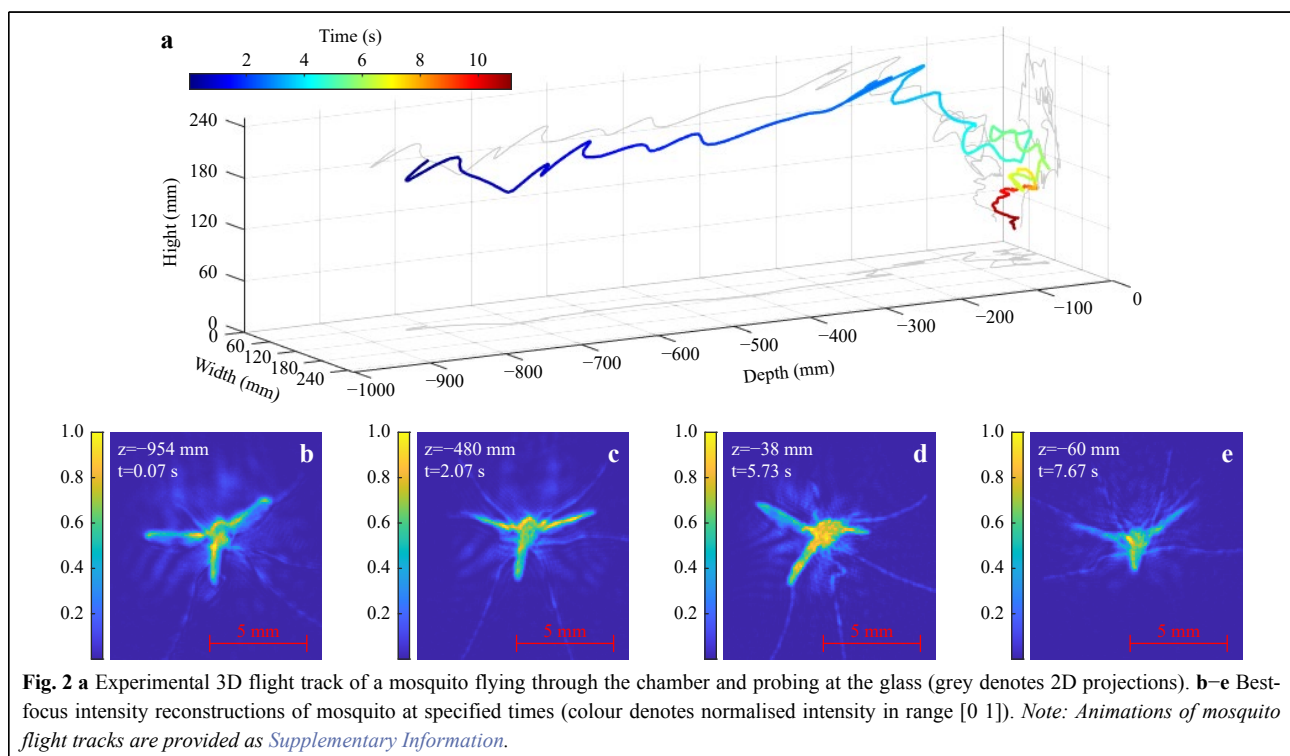 a
Time (s)
2 4 6 8 10
240
180
120
60
0
Hight (mm)
0
60
120
180
240
Width (mm)
−1000
−900
−800
−700
−600
−500
−400
−300
−200
−100
0
Depth (mm)
1.0
0.8
0.6
0.4
0.2
z=−954 mm
t=0.07 s
b
5 mm
1.0
0.8
0.6
0.4
0.2
z=−480 mm
t=2.07 s
c
5 mm
1.0
0.8
0.6
0.4
0.2
z=−38 mm
t=5.73 s
d
5 mm
1.0
0.8
0.6
0.4
0.2
z=−60 mm
t=7.67 s
e
5 mm
Fig. 2 a Experimental 3D flight track of a mosquito flying through the chamber and probing at the glass (grey denotes 2D projections). b−e Best-
focus intensity reconstructions of mosquito at specified times (colour denotes normalised intensity in range [0 1]). Note: Animations of mosquito
flight tracks are provided as Supplementary Information.